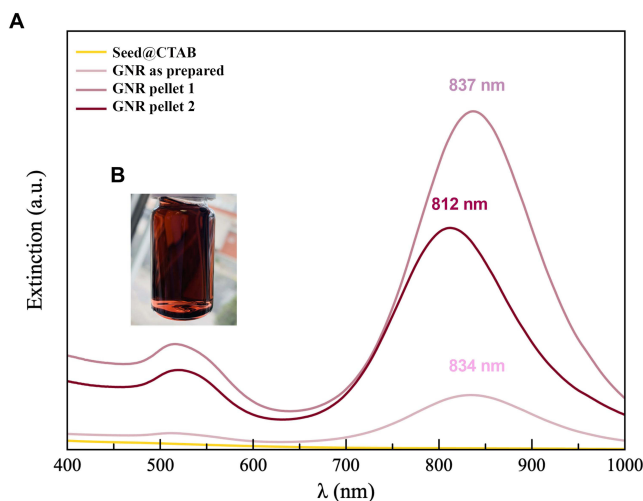 A
Seed@CTAB
GNR as prepared
GNR pellet 1
GNR pellet 2
837 nm
B
812 nm
834 nm
Extinction (a.u.)
400 500 600 700 800 900 1000
λ (nm)